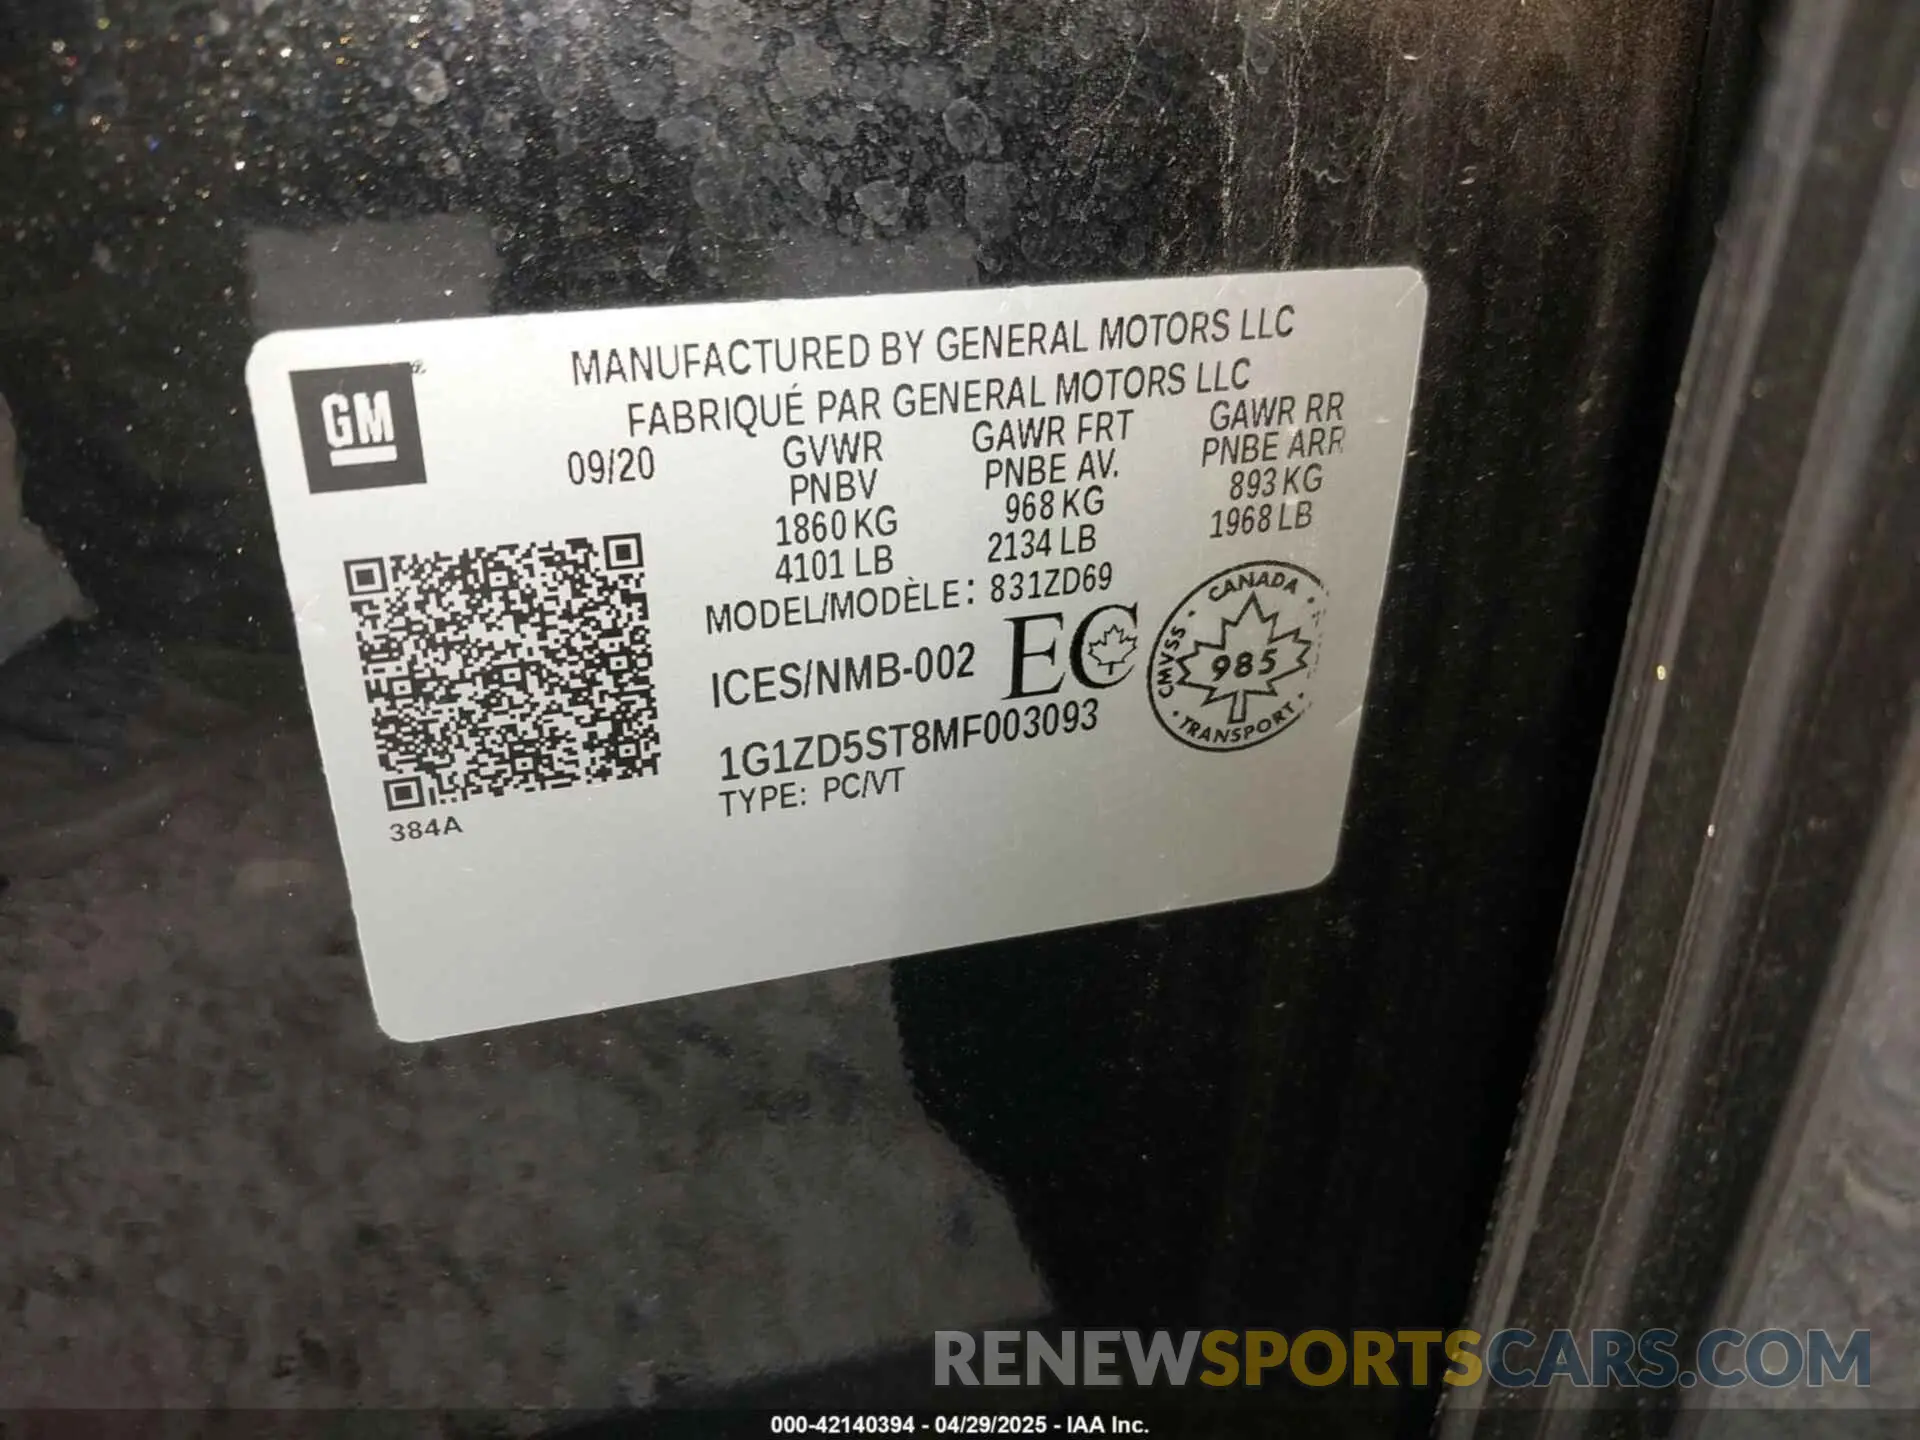 MANUFACTURED BY GENERAL MOTORS LLC
FABRIQUÉ PAR GENERAL MOTORS LLC
GM
09/20
GVWR
PNBV
1860 KG
4101 LB
GAWR FRT
PNBE AV.
968 KG
2134 LB
GAWR RR
PNBE ARR
893 KG
1968 LB
MODEL/MODÈLE: 831ZD69
ICES/NMB-002
EC
CANADA
CMVSS
985
TRANSPORT
1G1ZD5ST8MF003093
TYPE: PC/VT
384A
RENEWSPORTSCARS.COM
000-42140394 - 04/29/2025 - IAA Inc.